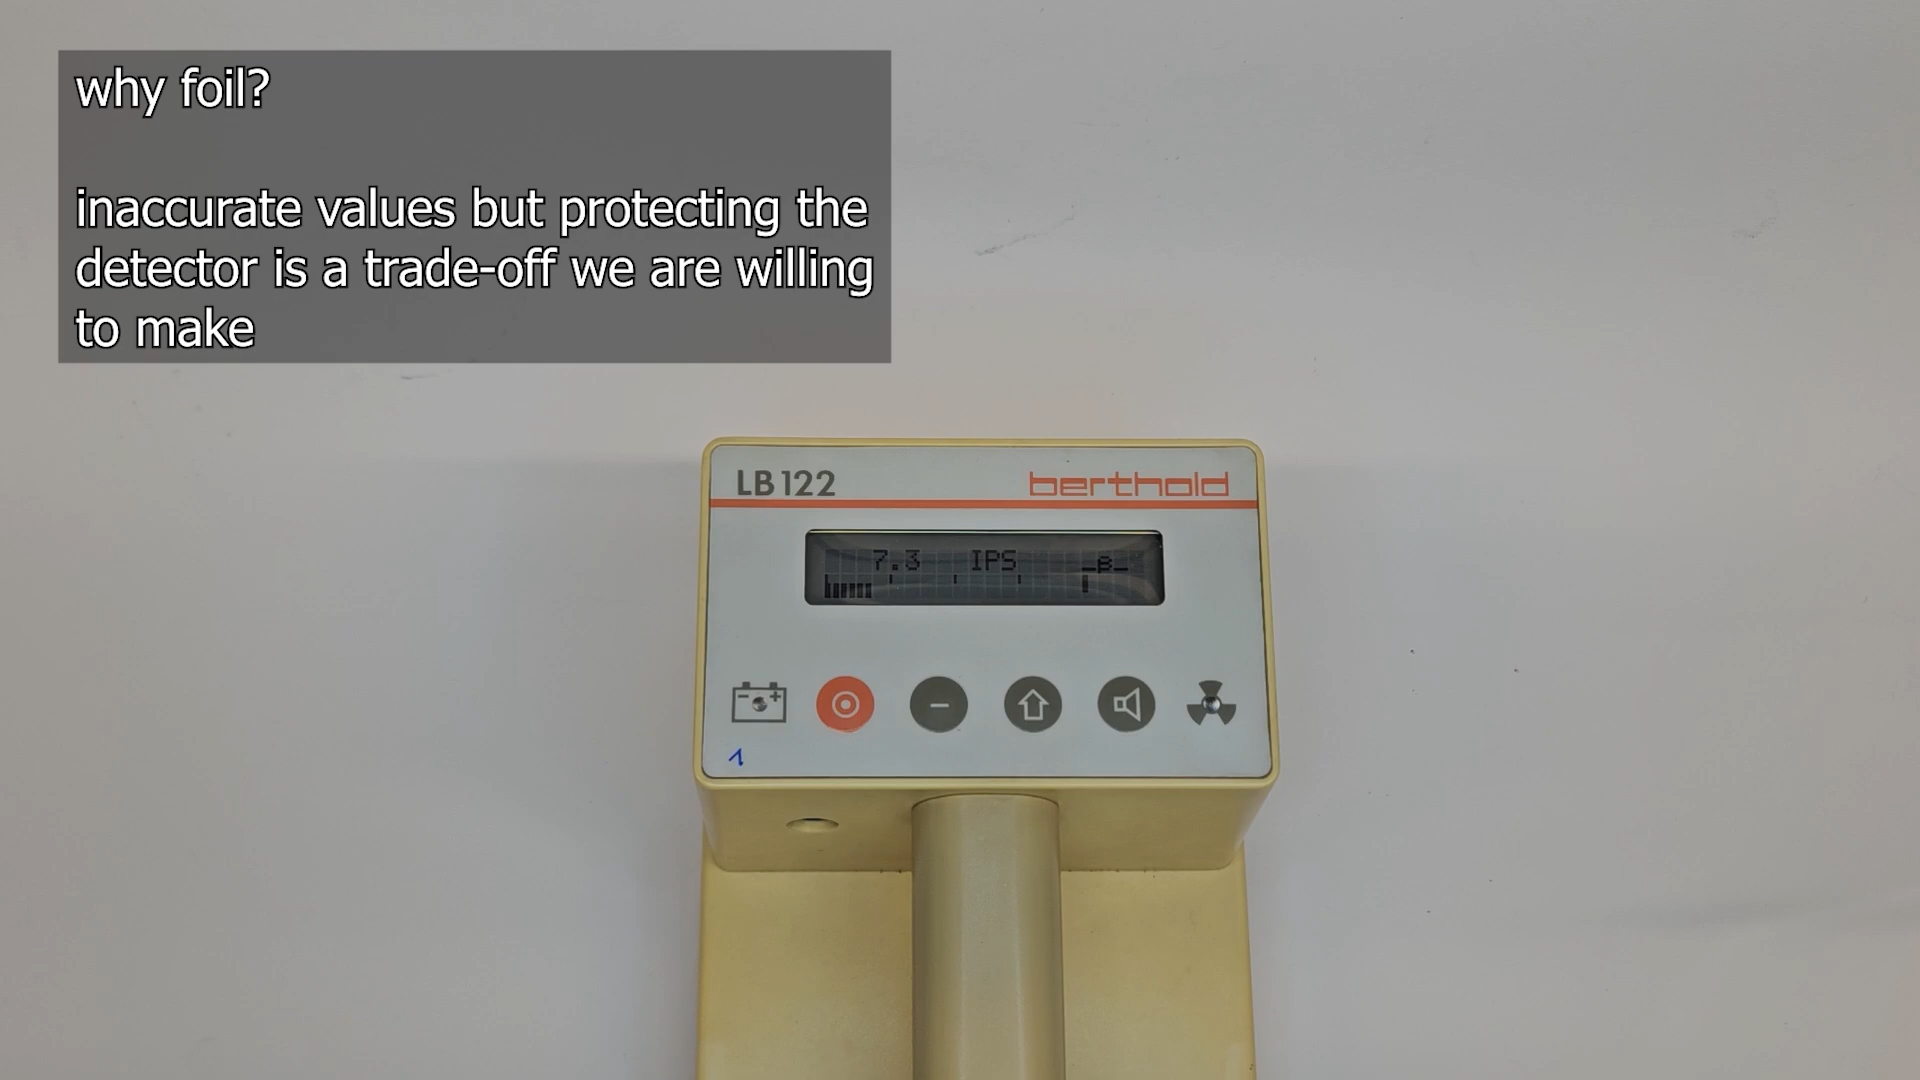 why foil?
inaccurate values but protecting the
detector is a trade-off we are willing
to make
LB 122 berthold
7.3 IPS _β_
1